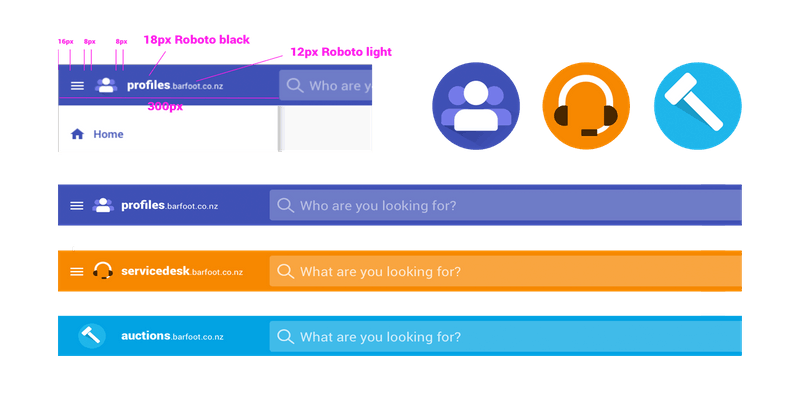 16px 8px 8px 18px Roboto black
12px Roboto light
profiles.barfoot.co.nz Who are yo
300px
Home
profiles.barfoot.co.nz Who are you looking for?
servicedesk.barfoot.co.nz What are you looking for?
auctions.barfoot.co.nz What are you looking for?